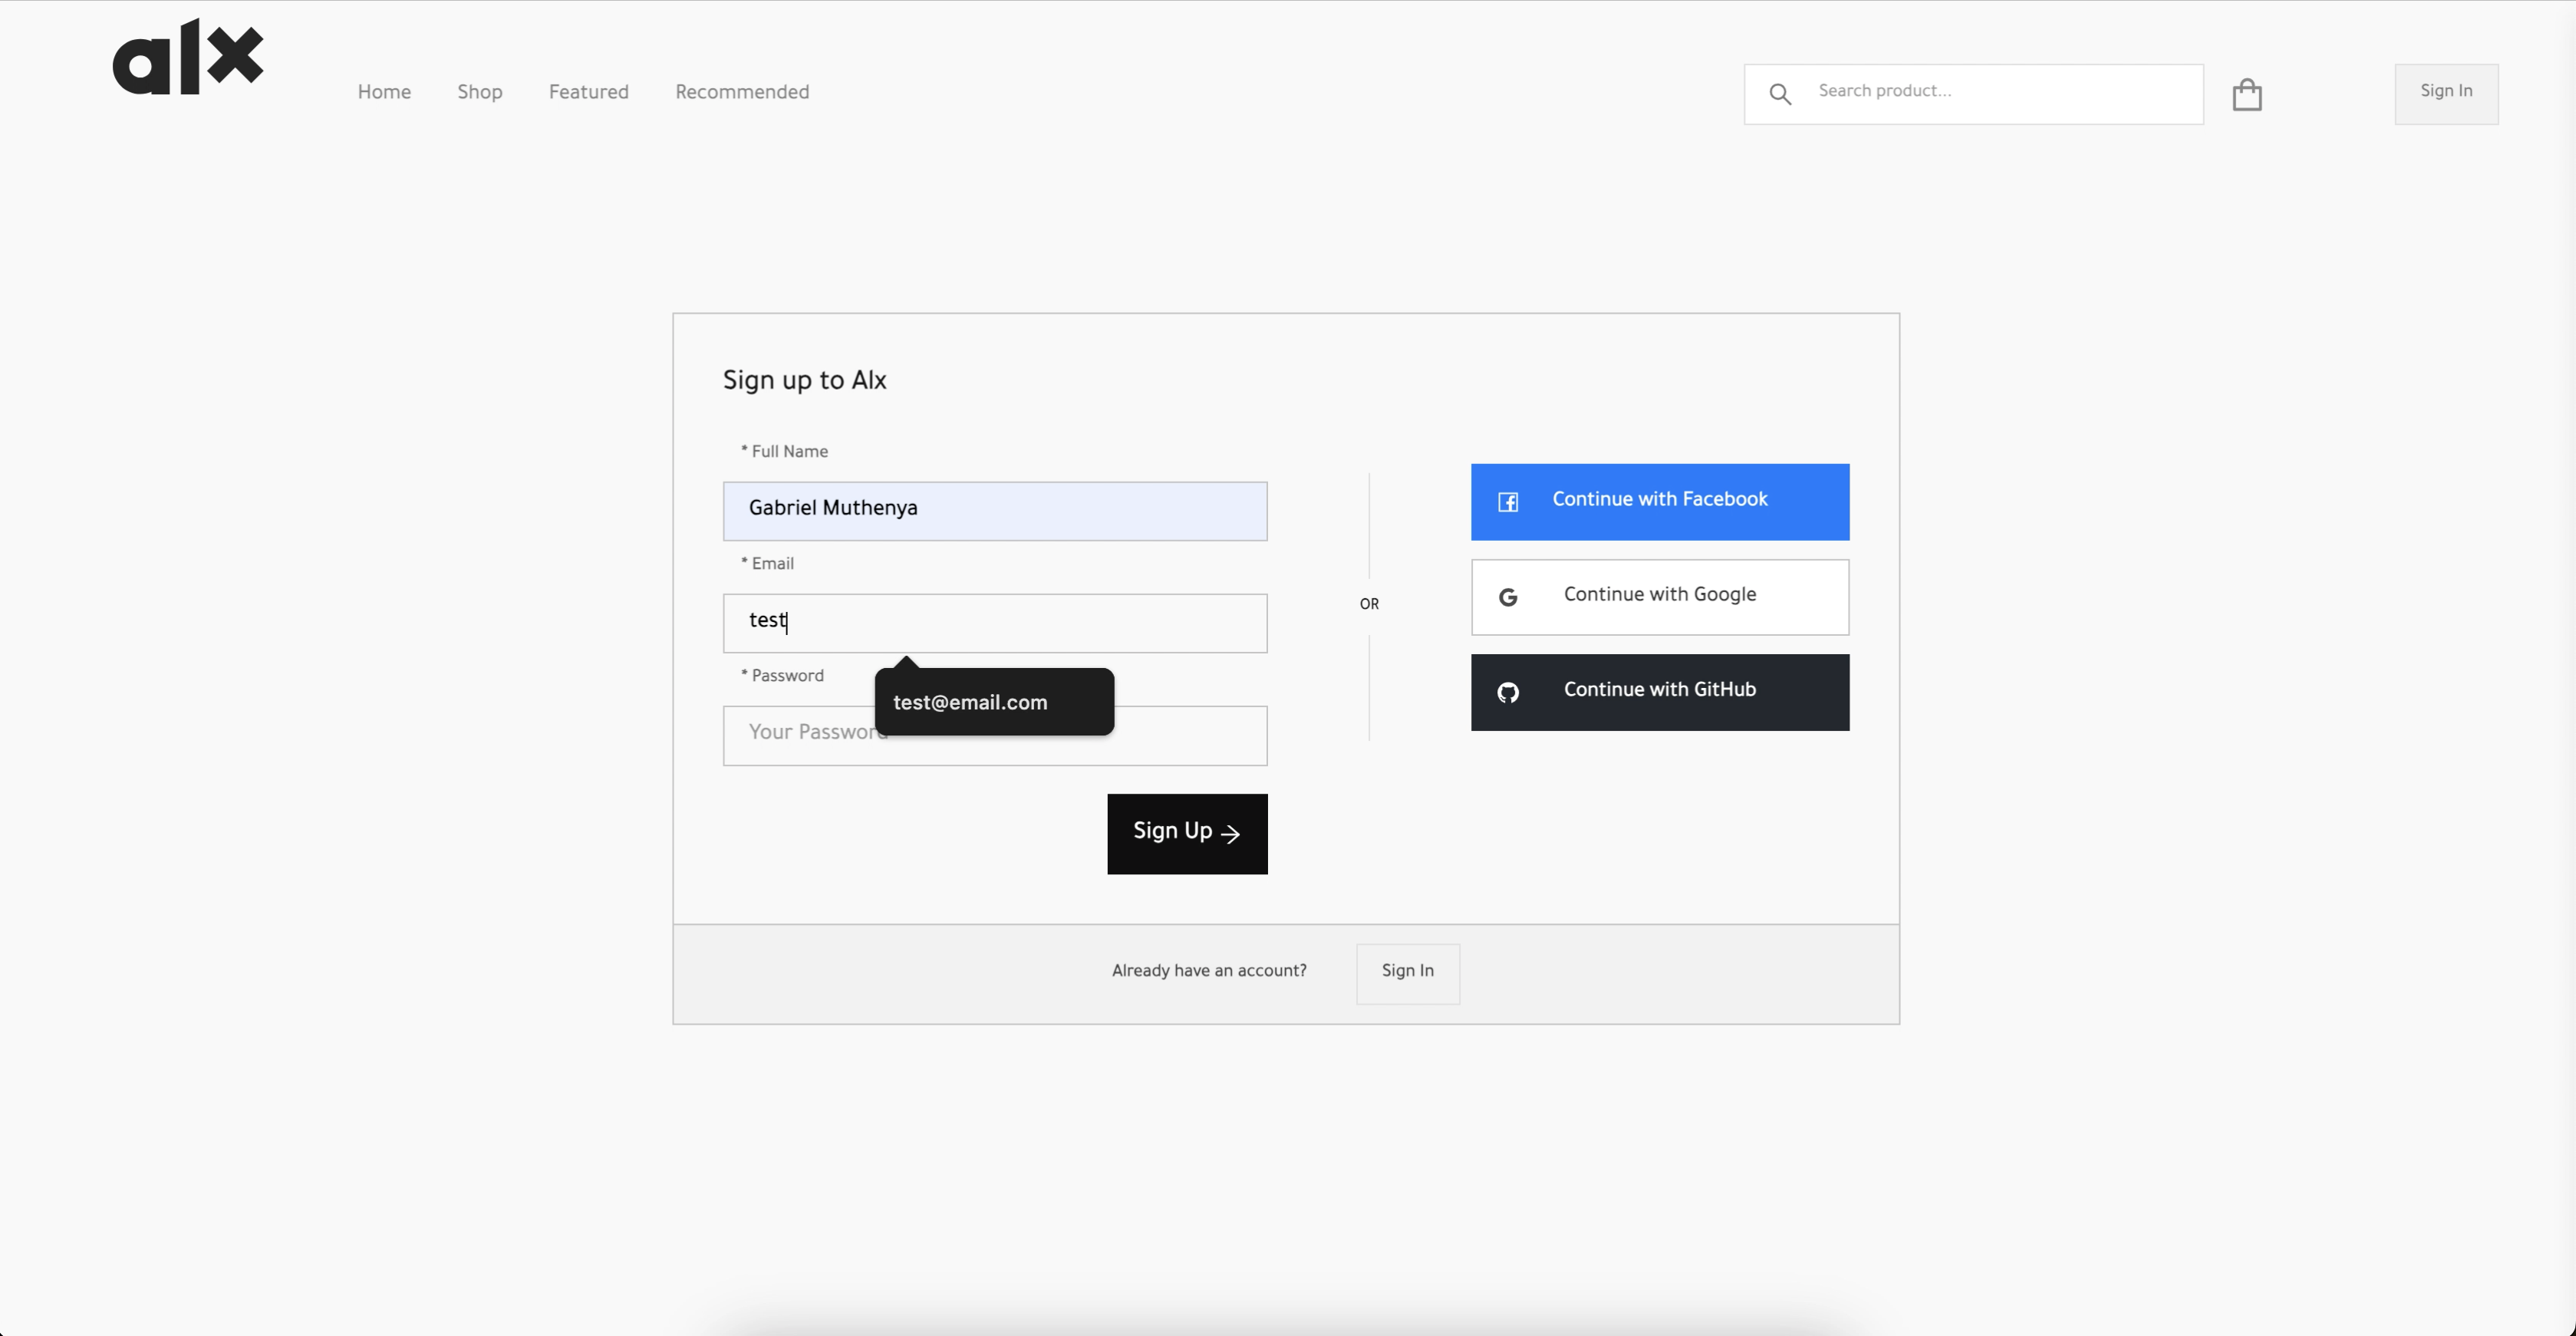 alx
Home Shop Featured Recommended
Search product...
Sign In
Sign up to Alx
* Full Name
Gabriel Muthenya
* Email
test
test@email.com
* Password
Your Password
Sign Up
OR
Continue with Facebook
Continue with Google
Continue with GitHub
Already have an account?
Sign In